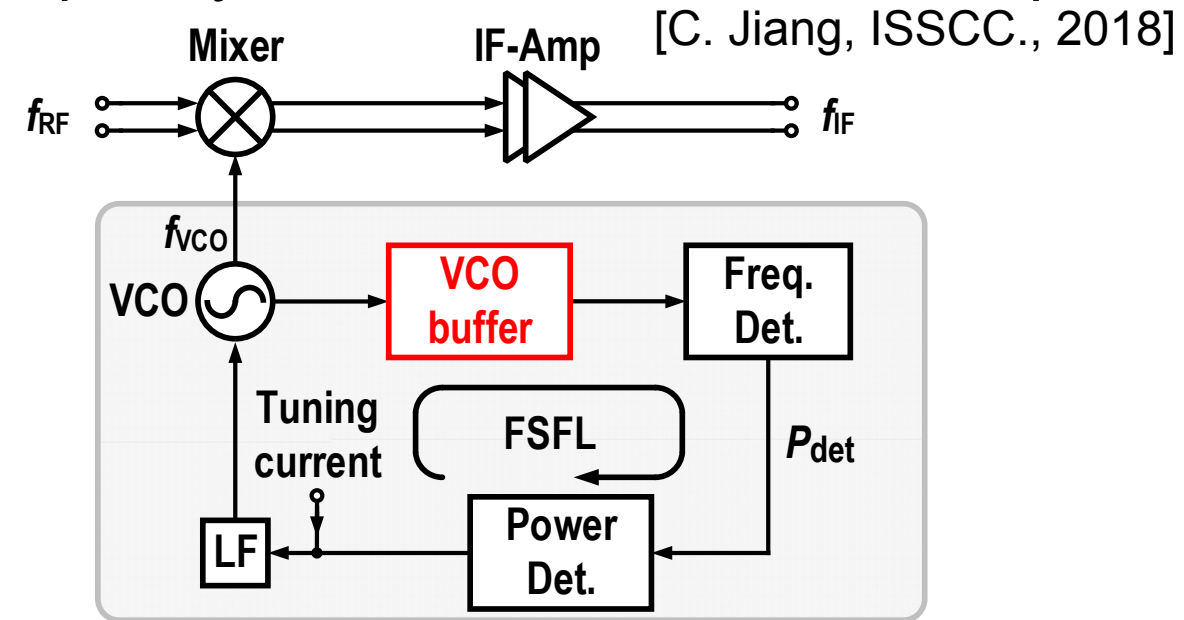 [C. Jiang, ISSCC., 2018]
Mixer
IF-Amp
fRF
fIF
fVCO
VCO
VCO
buffer
Freq.
Det.
Tuning
current
FSFL
Pdet
LF
Power
Det.